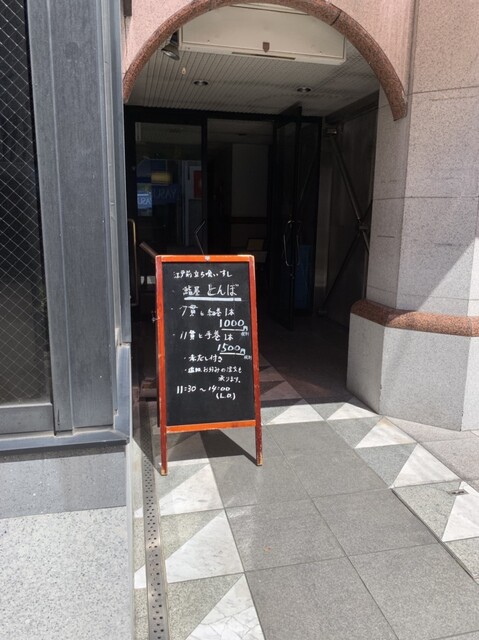 江戸前立ち喰いすし
鮨屋 とんぼ
・7貫と細巻1本
1000円
・11貫と手巻1本
1500円
・赤だし付き
・追加お好みの注文も
承ります。
11:30〜14:00
(L.O)